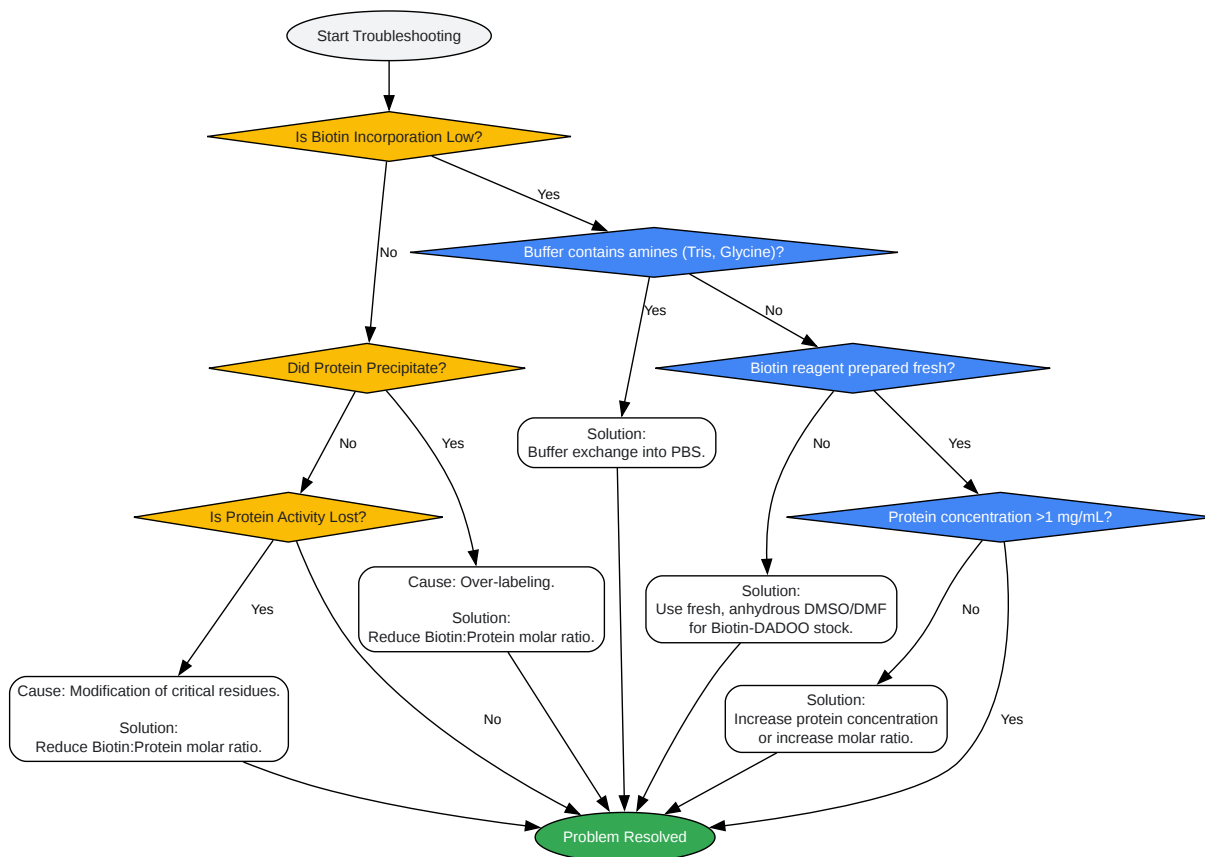 Start Troubleshooting
Is Biotin Incorporation Low?
Yes
No
Buffer contains amines (Tris, Glycine)?
Yes
No
Did Protein Precipitate?
Biotin reagent prepared fresh?
No
Yes
Solution:
Buffer exchange into PBS.
No
Yes
Is Protein Activity Lost?
Protein concentration >1 mg/mL?
Yes
Cause: Over-labeling.
Solution:
Reduce Biotin:Protein molar ratio.
Solution:
Use fresh, anhydrous DMSO/DMF
for Biotin-DADOO stock.
No
Cause: Modification of critical residues.
Solution:
Reduce Biotin:Protein molar ratio.
No
Solution:
Increase protein concentration
or increase molar ratio.
Yes
Problem Resolved